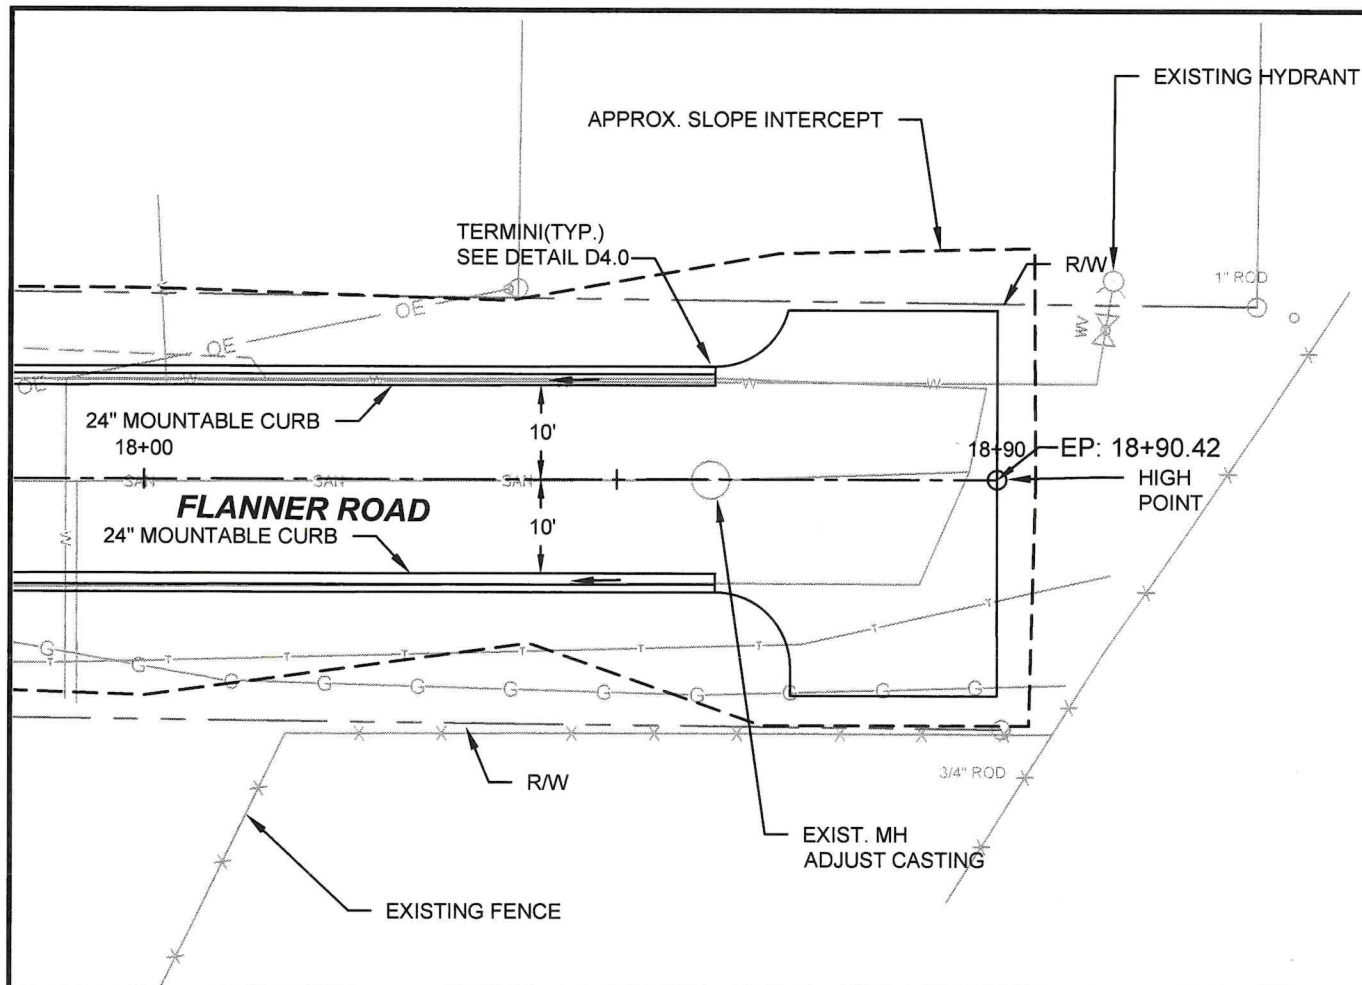 EXISTING HYDRANT
APPROX. SLOPE INTERCEPT
TERMINI(TYP.)
SEE DETAIL D4.0
R/W
1" ROD
OE
OE
OE
WV
W
W
W
W
W
W
24" MOUNTABLE CURB
10'
18+00
18+90
EP: 18+90.42
HIGH
POINT
SAN
SAN
SAN
FLANNER ROAD
24" MOUNTABLE CURB
10'
W
T
T
T
T
T
T
T
T
T
G
G
G
G
G
G
G
G
G
G
G
R/W
3/4" ROD
EXIST. MH
ADJUST CASTING
EXISTING FENCE